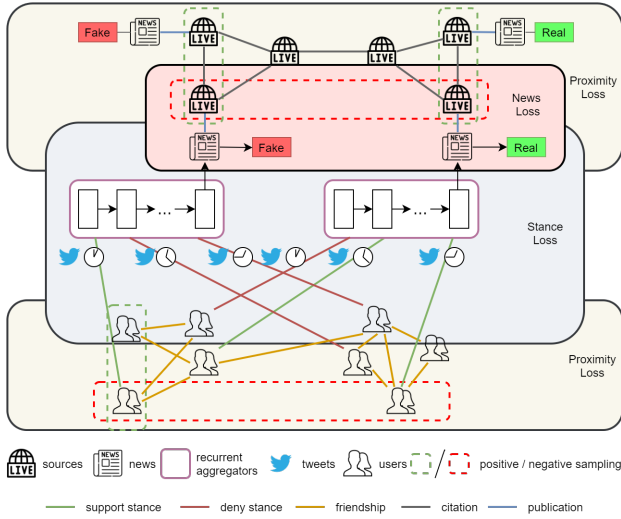 Fake
NEWS
LIVE
LIVE
LIVE
LIVE
NEWS
Real
Proximity
Loss
LIVE
LIVE
News
Loss
NEWS
Fake
NEWS
Real
...
...
Stance
Loss
Proximity
Loss
LIVE
sources
NEWS
news
recurrent
aggregators
tweets
users
/
positive / negative sampling
support stance
deny stance
friendship
citation
publication